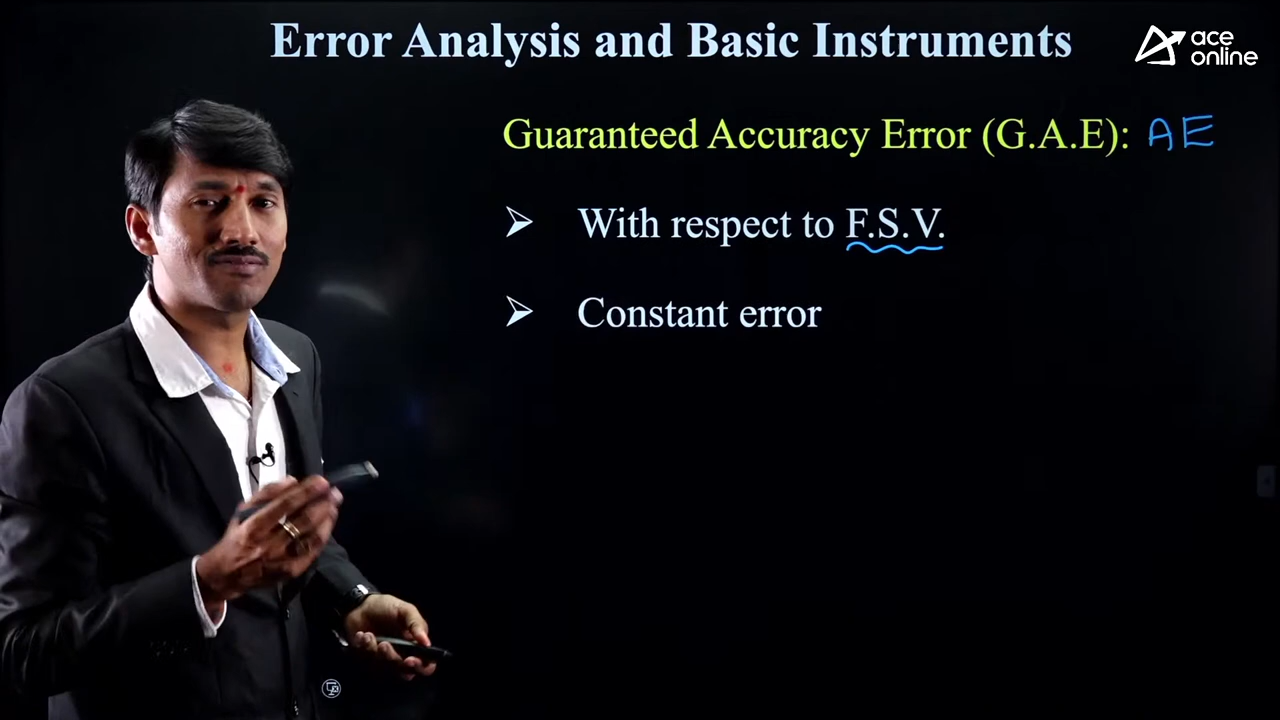 Error Analysis and Basic Instruments
ace
online
Guaranteed Accuracy Error (G.A.E): AE
➢ With respect to F.S.V.
➢ Constant error